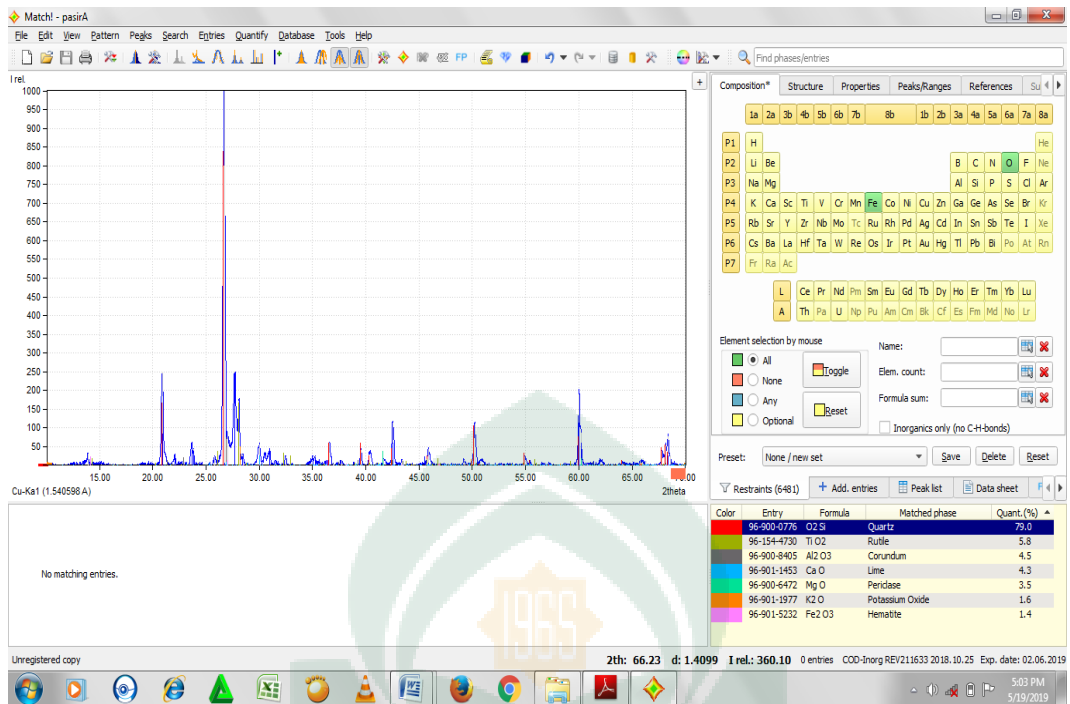 Match! - pasirA
File Edit View Pattern Peaks Search Entries Quantify Database Tools Help
FP
Find phases/entries
I rel.
+
1000
950
900
850
800
750
700
650
600
550
500
450
400
350
300
250
200
150
100
50
15.00 20.00 25.00 30.00 35.00 40.00 45.00 50.00 55.00 60.00 65.00 70.00
Cu-Ka1 (1.540598 A) 2theta
Composition* Structure Properties Peaks/Ranges References Su
1a 2a 3b 4b 5b 6b 7b 8b 1b 2b 3a 4a 5a 6a 7a 8a
P1 H He
P2 Li Be B C N O F Ne
P3 Na Mg Al Si P S Cl Ar
P4 K Ca Sc Ti V Cr Mn Fe Co Ni Cu Zn Ga Ge As Se Br Kr
P5 Rb Sr Y Zr Nb Mo Tc Ru Rh Pd Ag Cd In Sn Sb Te I Xe
P6 Cs Ba La Hf Ta W Re Os Ir Pt Au Hg Tl Pb Bi Po At Rn
P7 Fr Ra Ac
L Ce Pr Nd Pm Sm Eu Gd Tb Dy Ho Er Tm Yb Lu
A Th Pa U Np Pu Am Cm Bk Cf Es Fm Md No Lr
Element selection by mouse
All
None
Any
Optional
Toggle
Reset
Name:
Elem. count:
Formula sum:
Inorganics only (no C-H-bonds)
Preset: None / new set Save Delete Reset
Restraints (6481) + Add. entries Peak list Data sheet F
Color Entry Formula Matched phase Quant.(%)
96-900-0776 O2 Si Quartz 79.0
96-154-4730 Ti O2 Rutile 5.8
96-900-8405 Al2 O3 Corundum 4.5
96-901-1453 Ca O Lime 4.3
96-900-6472 Mg O Periclase 3.5
96-901-1977 K2 O Potassium Oxide 1.6
96-901-5232 Fe2 O3 Hematite 1.4
No matching entries.
1965
Unregistered copy 2th: 66.23 d: 1.4099 I rel.: 360.10 0 entries COD-Inorg REV211633 2018.10.25 Exp. date: 02.06.2019
5:03 PM
5/19/2019